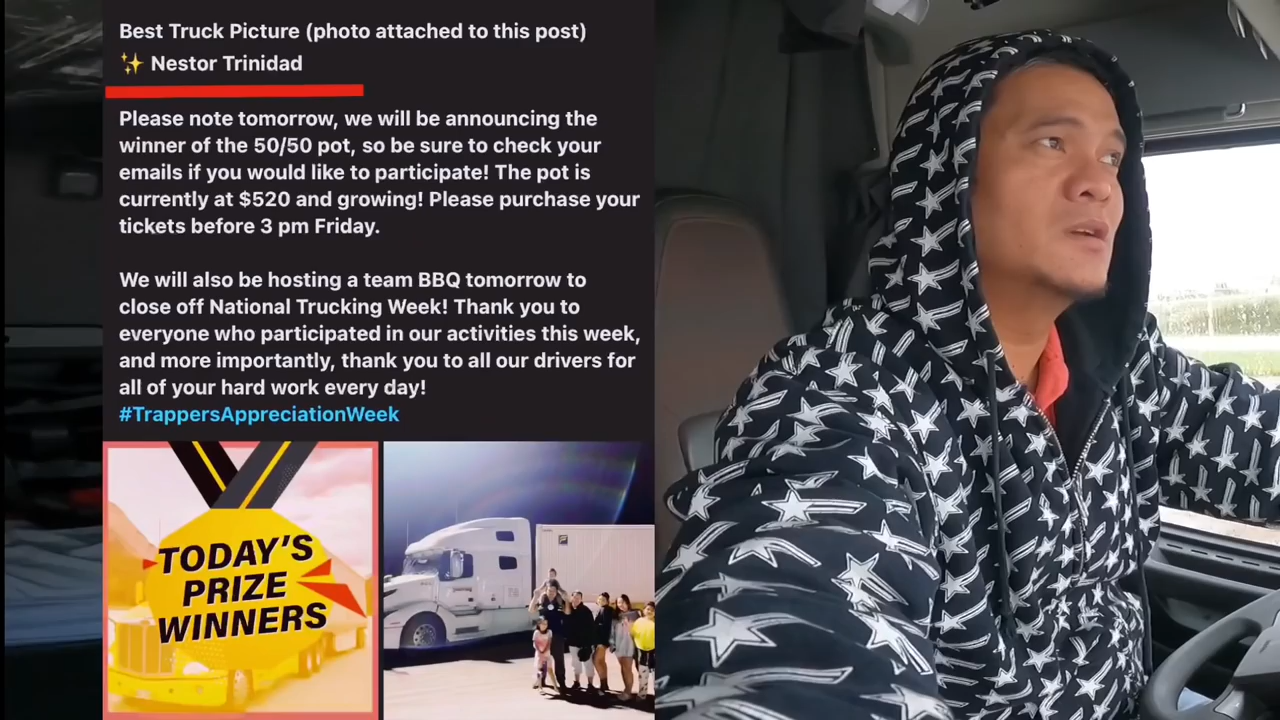 Best Truck Picture (photo attached to this post)
✨ Nestor Trinidad
Please note tomorrow, we will be announcing the
winner of the 50/50 pot, so be sure to check your
emails if you would like to participate! The pot is
currently at $520 and growing! Please purchase your
tickets before 3 pm Friday.
We will also be hosting a team BBQ tomorrow to
close off National Trucking Week! Thank you to
everyone who participated in our activities this week,
and more importantly, thank you to all our drivers for
all of your hard work every day!
#TrappersAppreciationWeek
TODAY'S
PRIZE
WINNERS